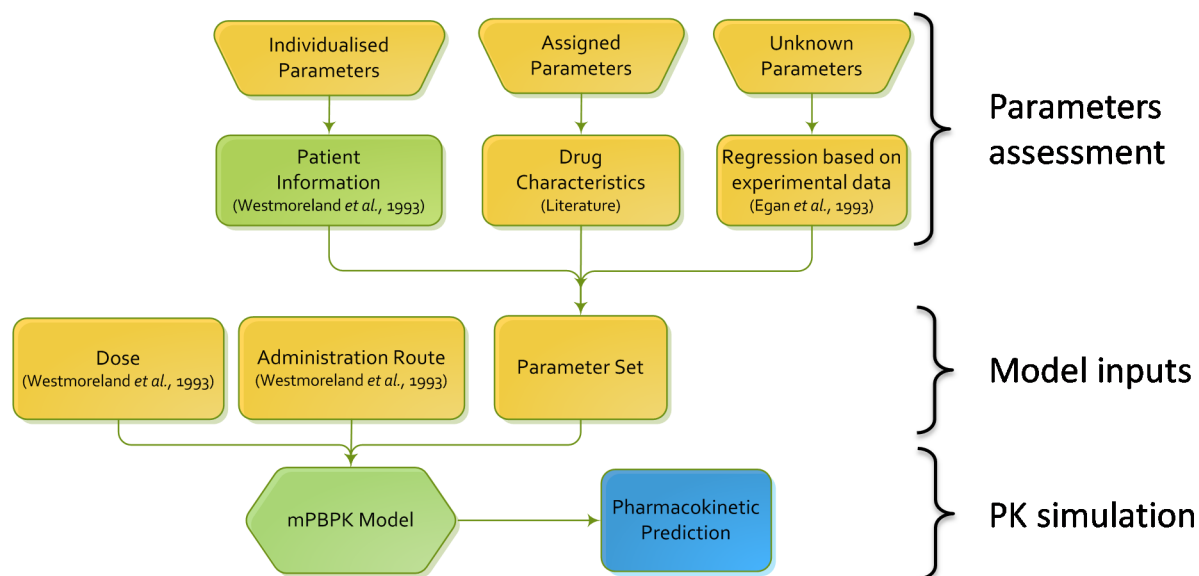 Individualised
Parameters
Assigned
Parameters
Unknown
Parameters
Parameters
assessment
Patient
Information
(Westmoreland et al., 1993)
Drug
Characteristics
(Literature)
Regression based on
experimental data
(Egan et al., 1993)
Dose
(Westmoreland et al., 1993)
Administration Route
(Westmoreland et al., 1993)
Parameter Set
Model inputs
mPBPK Model
Pharmacokinetic
Prediction
PK simulation